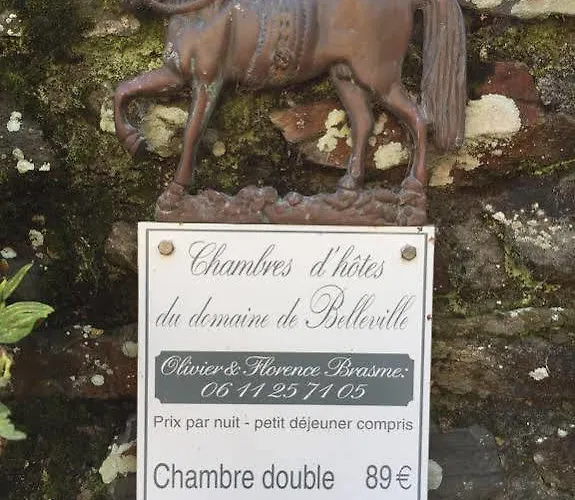 Chambres d'hôtes
du domaine de Belleville
Olivier & Florence Brasme:
06 11 25 71 05
Prix par nuit - petit déjeuner compris
Chambre double 89 €